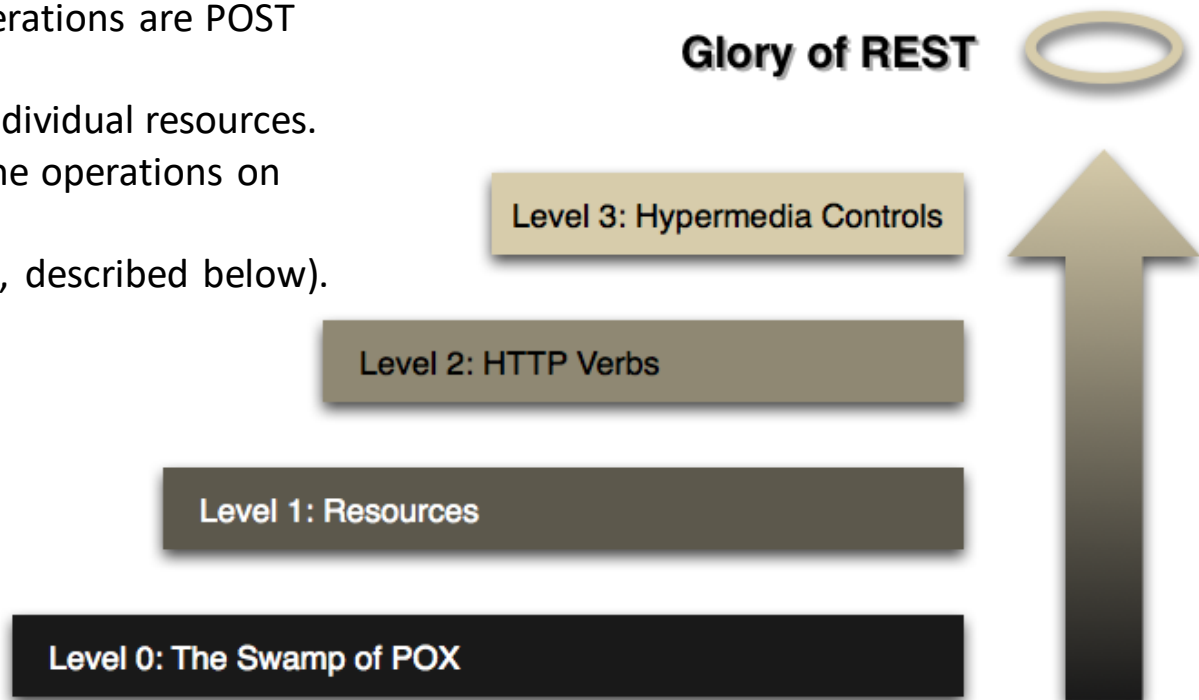 erations are POST
dividual resources.
ne operations on
, described below).
Glory of REST
Level 3: Hypermedia Controls
Level 2: HTTP Verbs
Level 1: Resources
Level 0: The Swamp of POX